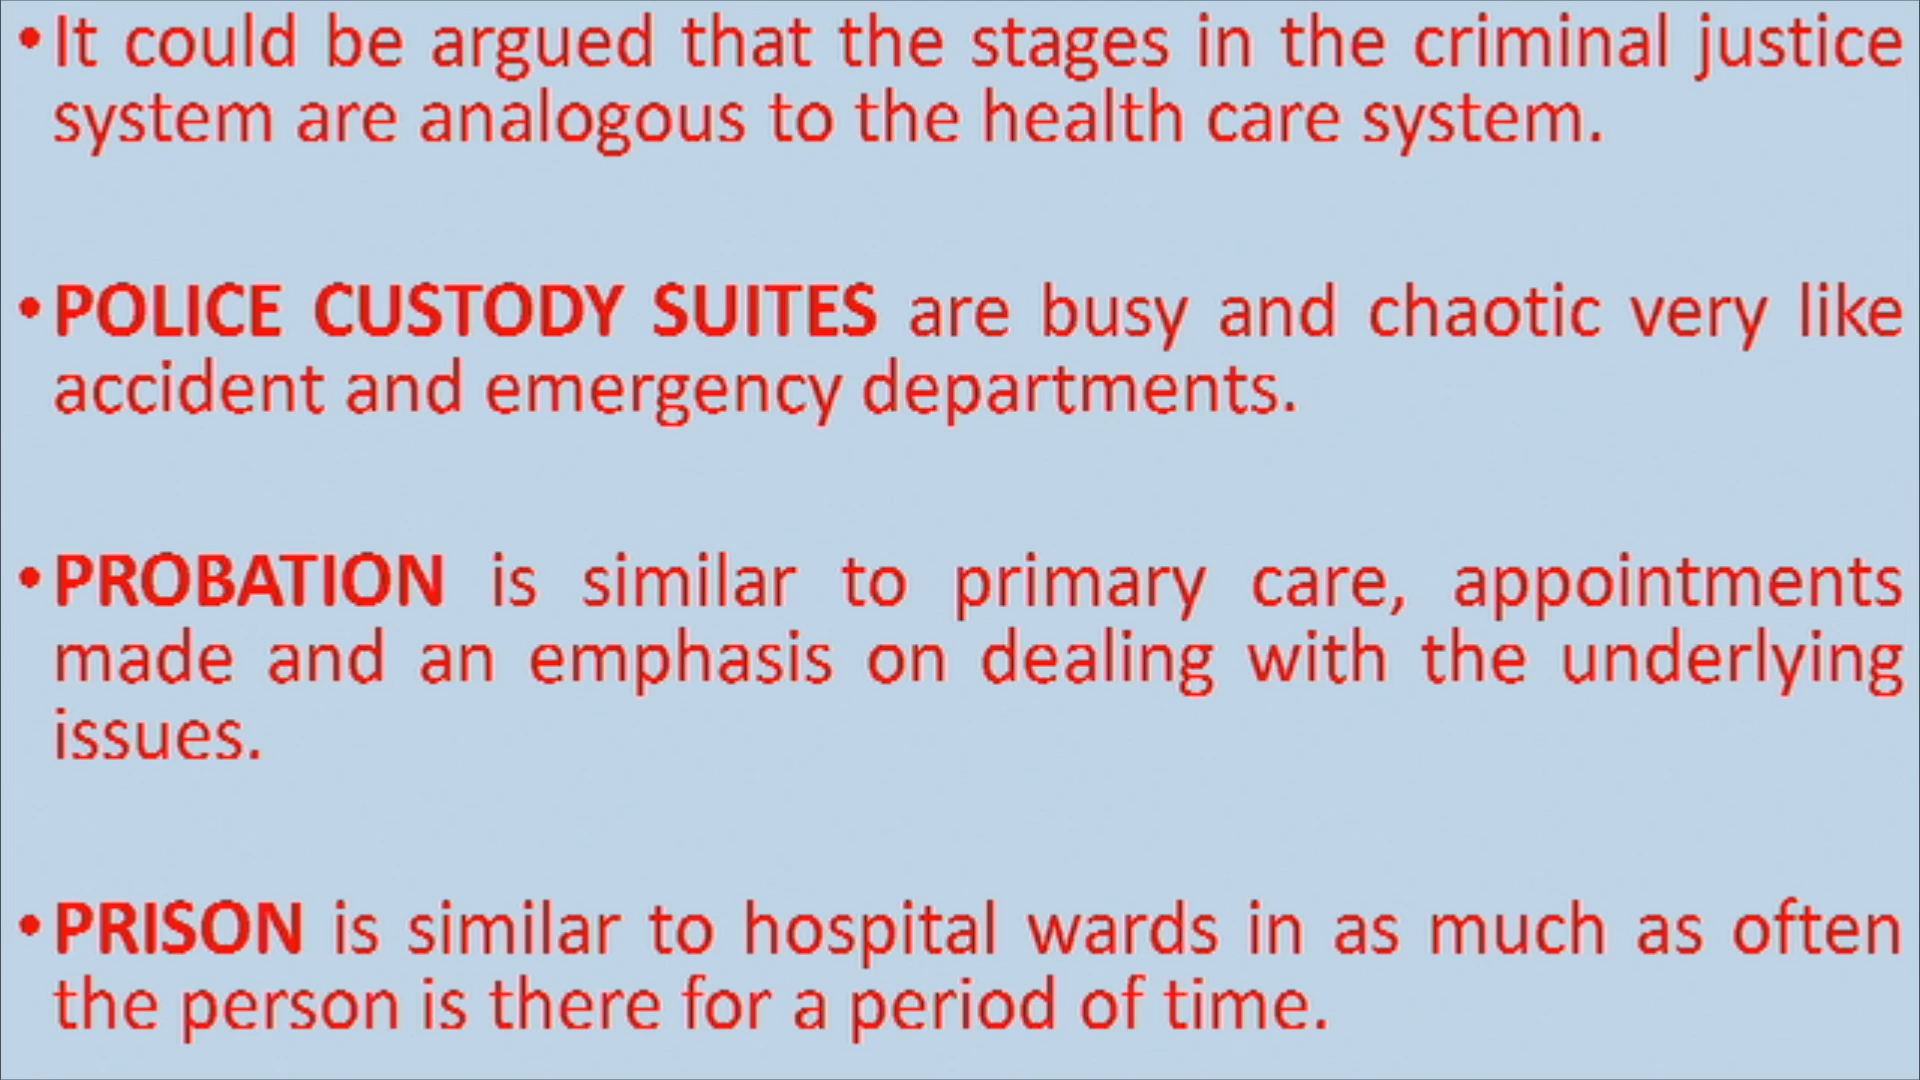 •It could be argued that the stages in the criminal justice
system are analogous to the health care system.
•POLICE CUSTODY SUITES are busy and chaotic very like
accident and emergency departments.
•PROBATION is similar to primary care, appointments
made and an emphasis on dealing with the underlying
issues.
•PRISON is similar to hospital wards in as much as often
the person is there for a period of time.